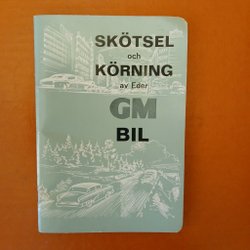 SKÖTSEL
och
KÖRNING
av Eder
GM
BIL